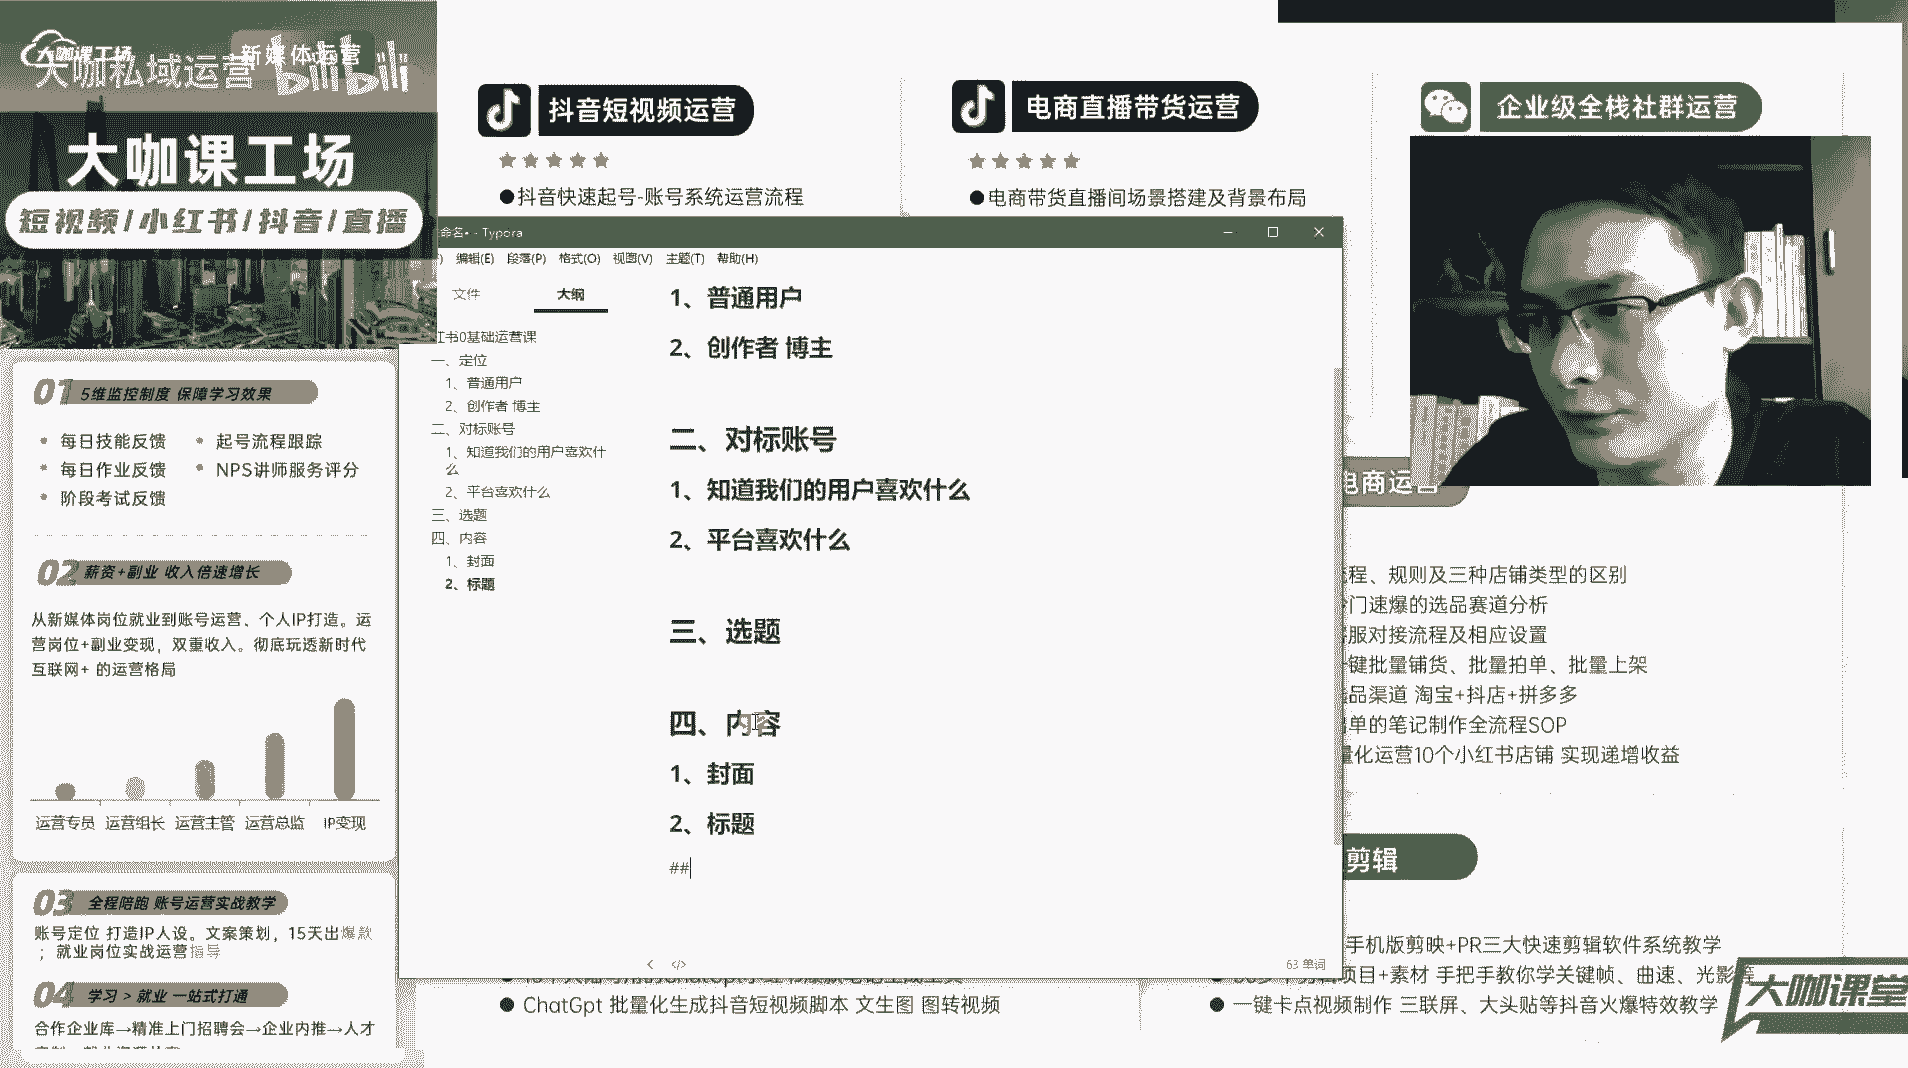 大咖课工场
新媒体运营
大咖私域运营
bilibili
大咖课工场
短视频/小红书/抖音/直播
01 5维监控制度 保障学习效果
每日技能反馈
起号流程跟踪
每日作业反馈
NPS讲师服务评分
阶段考试反馈
02 薪资+副业 收入倍速增长
从新媒体岗位就业到账号运营、个人IP打造。运
营岗位+副业变现，双重收入。彻底玩透新时代
互联网+ 的运营格局
运营专员 运营组长 运营主管 运营总监 IP变现
03 全程陪跑 账号运营实战教学
账号定位 打造IP人设。文案策划，15天出爆款
；就业岗位实战运营指导
04 学习 > 就业 一站式打通
合作企业库→精准上门招聘会→企业内推→人才
抖音短视频运营
●抖音快速起号-账号系统运营流程
电商直播带货运营
●电商带货直播间场景搭建及背景布局
企业级全栈社群运营
命名• - Typora
编辑(E) 段落(P) 格式(O) 视图(V) 主题(T) 帮助(H)
文件 大纲
红书0基础运营课
一、定位
1、普通用户
2、创作者 博主
二、对标账号
1、知道我们的用户喜欢什
么
2、平台喜欢什么
三、选题
四、内容
1、封面
2、标题
1、普通用户
2、创作者 博主
二、对标账号
1、知道我们的用户喜欢什么
2、平台喜欢什么
三、选题
四、内容
1、封面
2、标题
##
63 单词
电商运营
程、规则及三种店铺类型的区别
门速爆的选品赛道分析
服对接流程及相应设置
键批量铺货、批量拍单、批量上架
品渠道 淘宝+抖店+拼多多
单的笔记制作全流程SOP
量化运营10个小红书店铺 实现递增收益
剪辑
手机版剪映+PR三大快速剪辑软件系统教学
项目+素材 手把手教你学关键帧、曲速、光影等
● 一键卡点视频制作 三联屏、大头贴等抖音火爆特效教学
● ChatGpt 批量化生成抖音短视频脚本 文生图 图转视频
大咖课堂